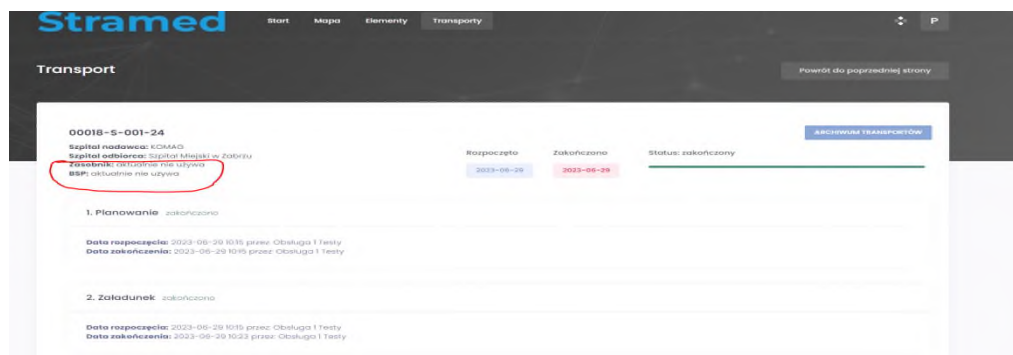 Stramed
Start Mapa Elementy Transporty P
Transport
Powrót do poprzedniej strony
00018-S-001-24
ARCHIWUM TRANSPORTÓW
Szpital nadawca: KOMAG
Szpital odbiorca: Szpital Miejski w Zabrzu
Zasobnik: aktualnie nie używa
BSP: aktualnie nie używa
Rozpoczęto Zakończono Status: zakończony
2023-06-29 2023-06-29
1. Planowanie zakończono
Data rozpoczęcia: 2023-06-29 10:15 przez: Obsługa 1 Testy
Data zakończenia: 2023-06-29 10:15 przez: Obsługa 1 Testy
2. Załadunek zakończono
Data rozpoczęcia: 2023-06-29 10:15 przez: Obsługa 1 Testy
Data zakończenia: 2023-06-29 10:23 przez: Obsługa 1 Testy